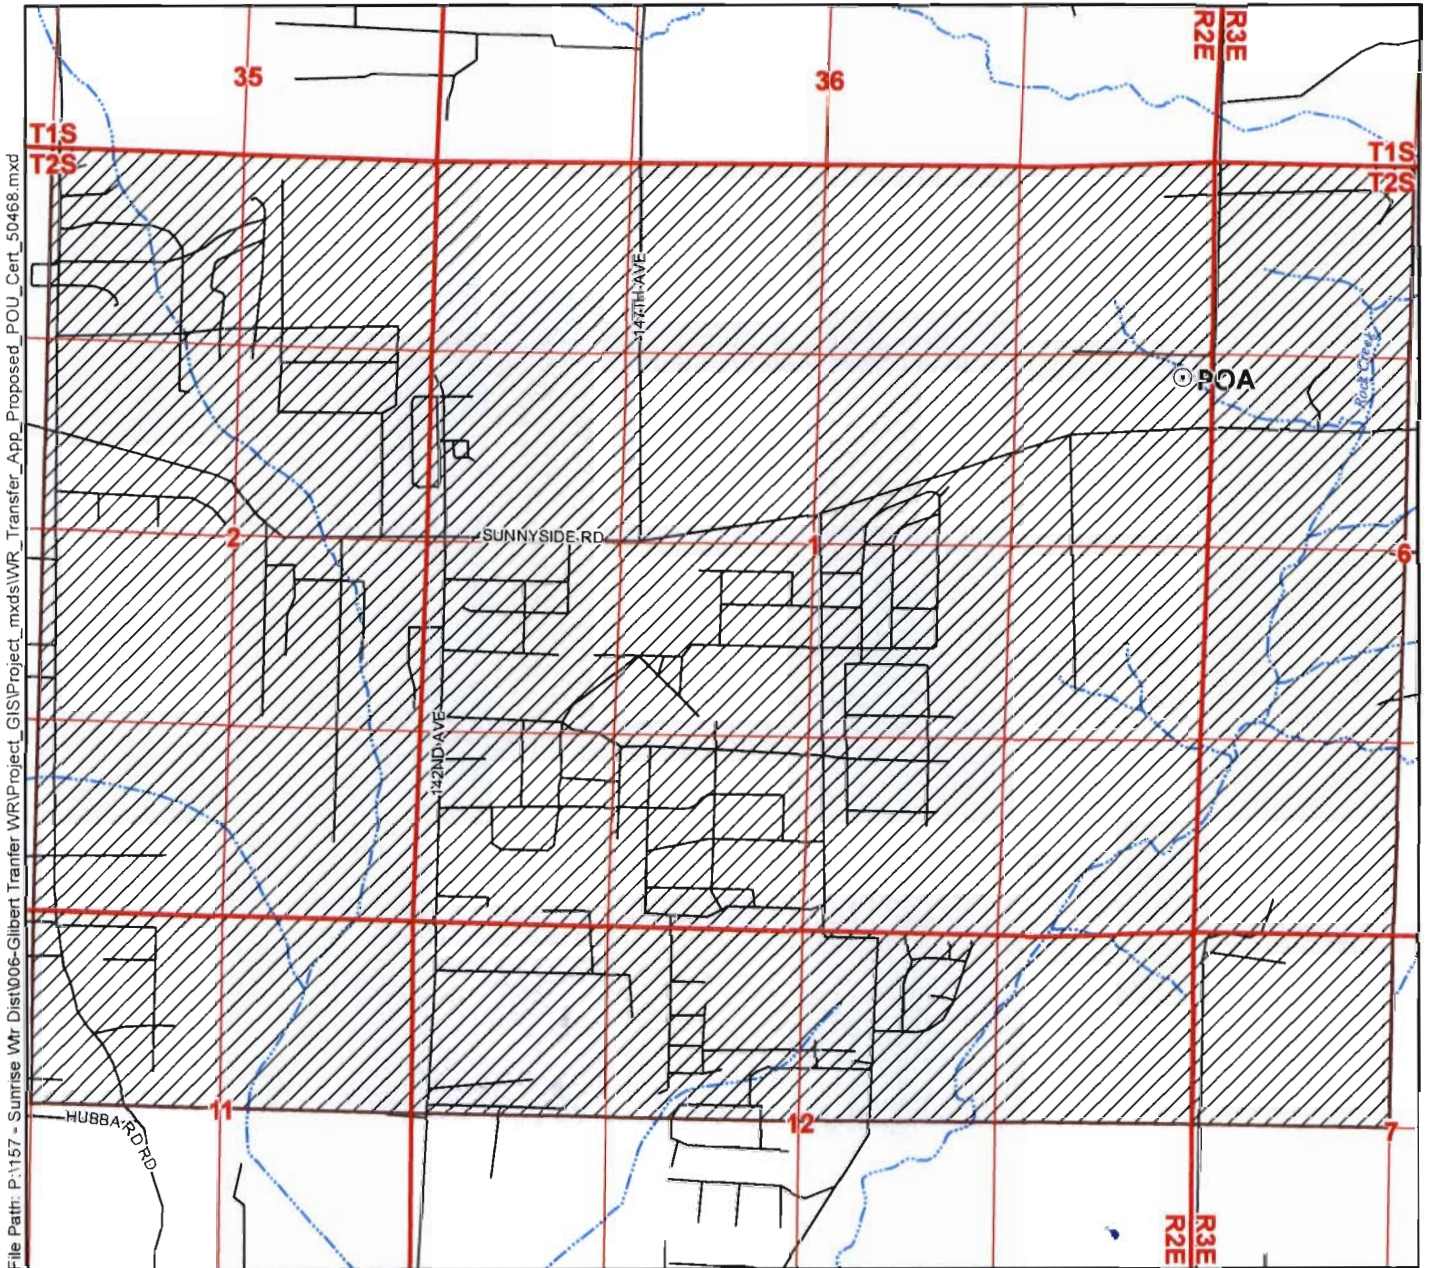 35
36
R2E
R3E
T1S
T2S
T1S
T2S
147TH AVE
POA
Rock Creek
SUNNYSIDE RD
2
1
6
142ND AVE
11
12
7
HUBBARD RD
R2E
R3E
File Path: P:\157 - Sunrise Wtr Dist\006-Glibert Tranfer WR\Project_GIS\Project_mxds\WR_Transfer_App_Proposed_POU_Cert_50468.mxd